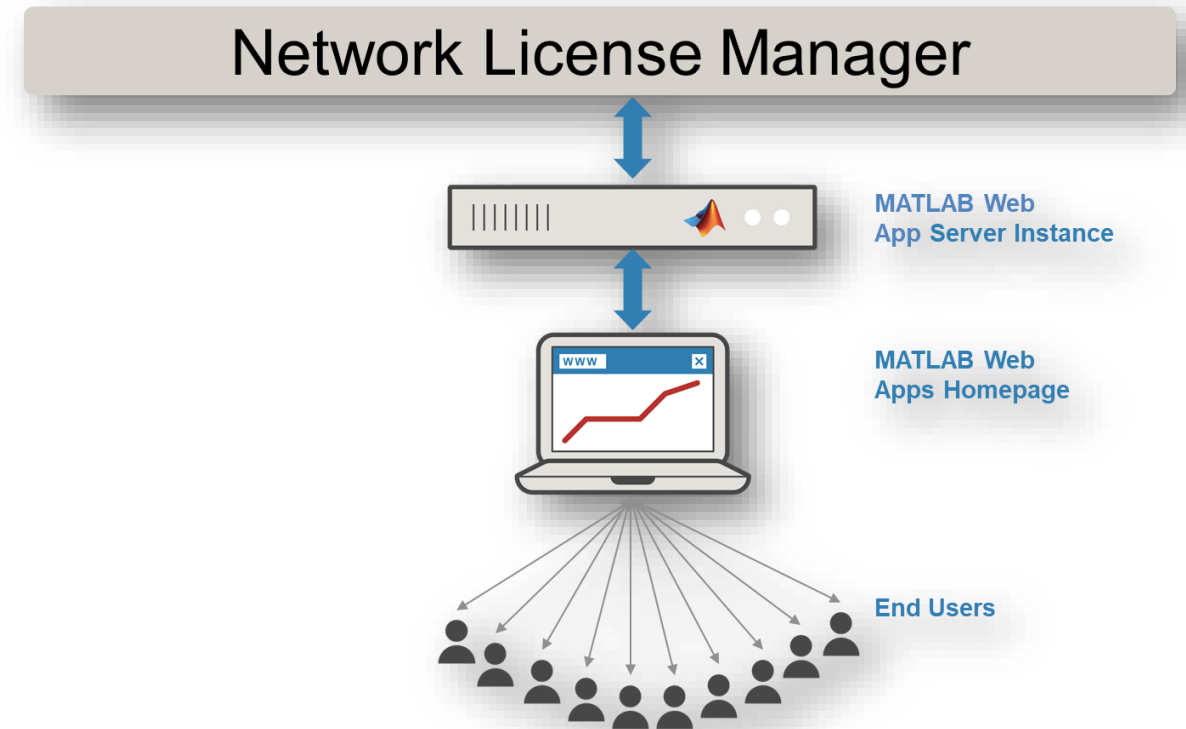 Network License Manager
MATLAB Web
App Server Instance
www
MATLAB Web
Apps Homepage
End Users